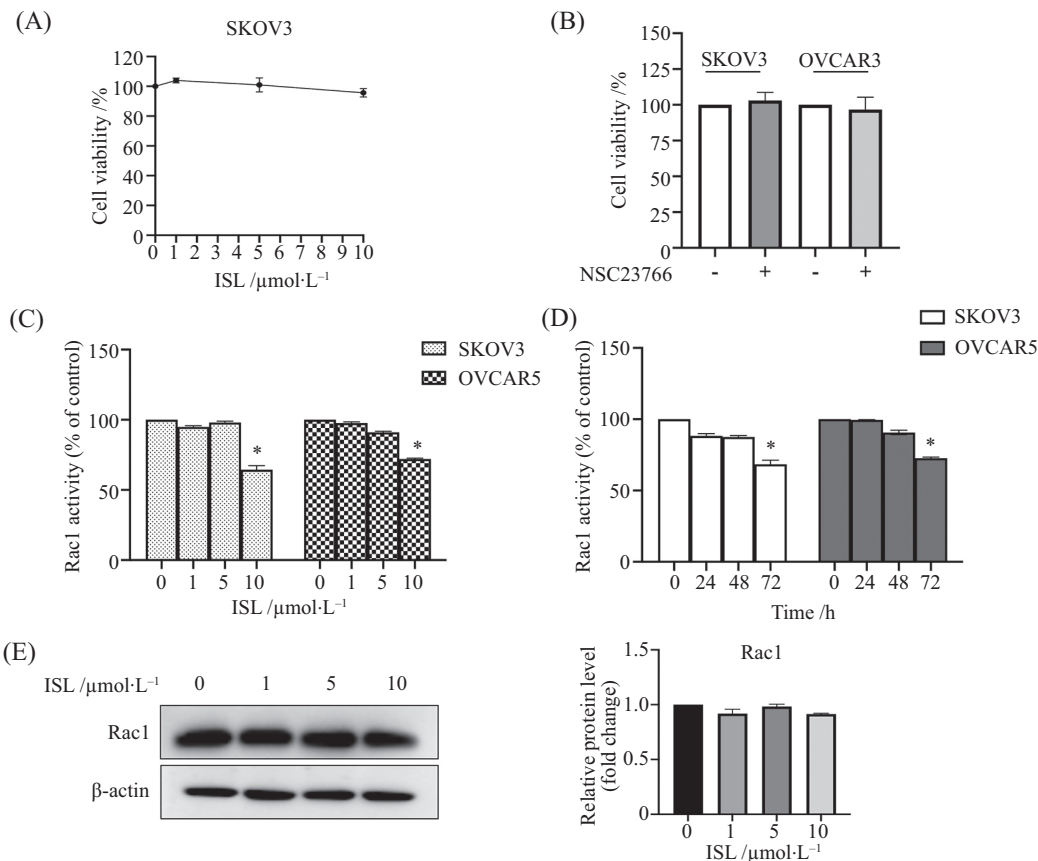 (A)
SKOV3
Cell viability /%
120
100
80
60
40
20
0
0 1 2 3 4 5 6 7 8 9 10
ISL /μmol·L⁻¹
(B)
SKOV3 OVCAR3
Cell viability /%
150
125
100
75
50
25
0
NSC23766 - + - +
(C)
SKOV3
OVCAR5
Rac1 activity (% of control)
150
100
50
0
* *
0 1 5 10 0 1 5 10
ISL /μmol·L⁻¹
(D)
SKOV3
OVCAR5
Rac1 activity (% of control)
150
100
50
0
* *
0 24 48 72 0 24 48 72
Time /h
(E)
ISL /μmol·L⁻¹ 0 1 5 10
Rac1
β-actin
Rac1
Relative protein level
(fold change)
1.5
1.0
0.5
0
0 1 5 10
ISL /μmol·L⁻¹